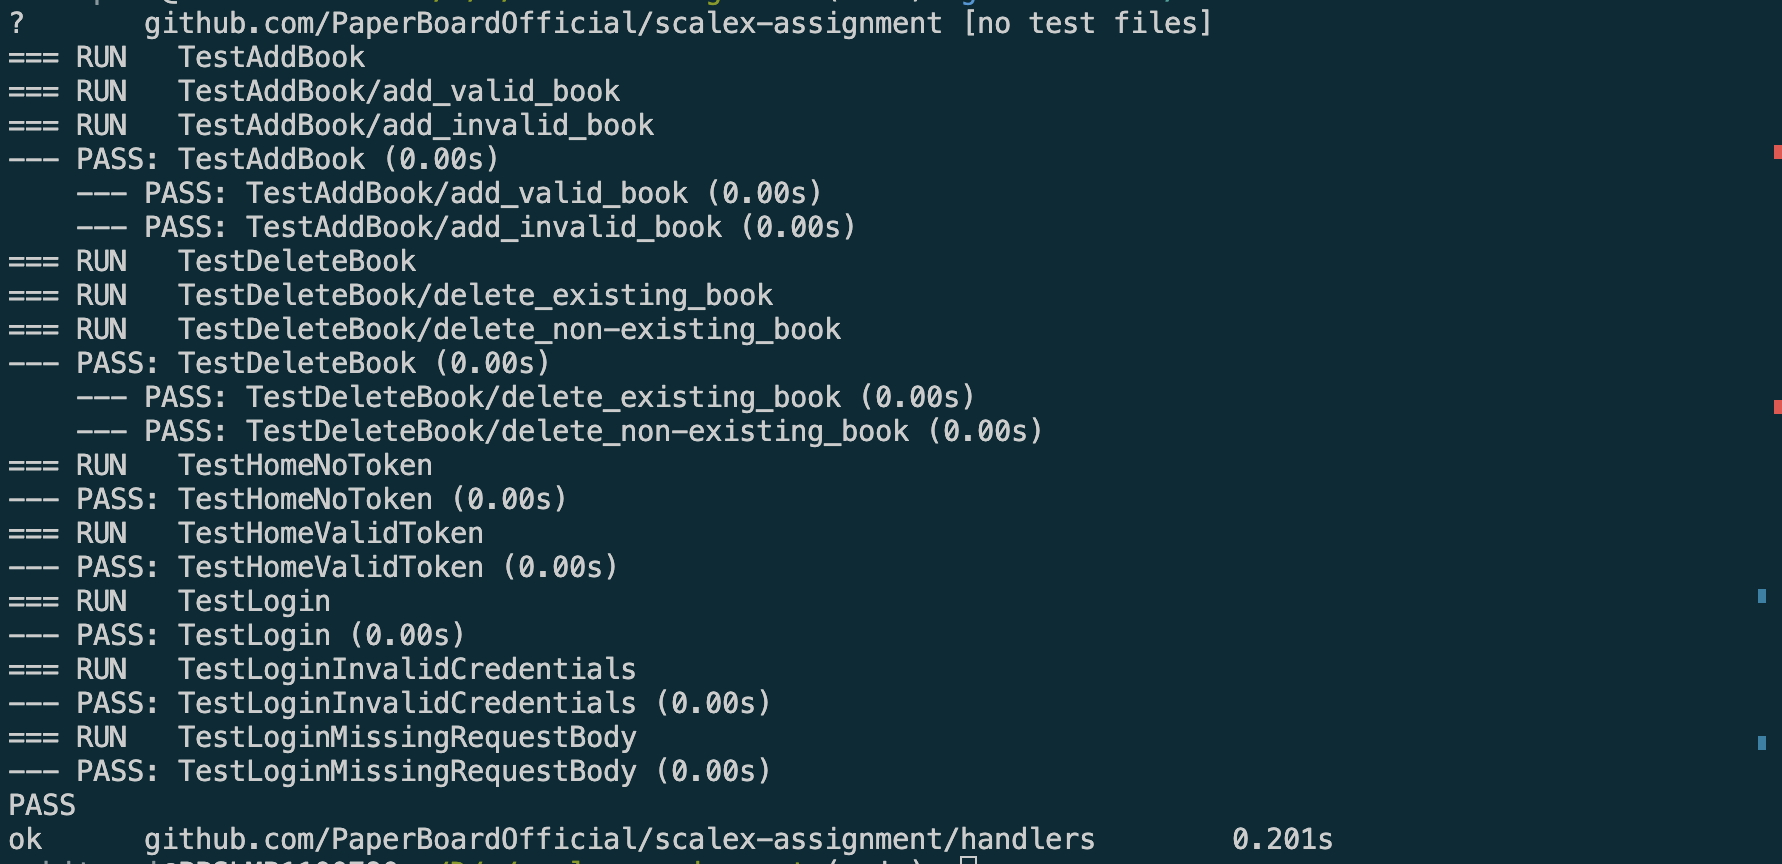 ?       github.com/PaperBoardOfficial/scalex-assignment [no test files]
=== RUN   TestAddBook
=== RUN   TestAddBook/add_valid_book
=== RUN   TestAddBook/add_invalid_book
--- PASS: TestAddBook (0.00s)
    --- PASS: TestAddBook/add_valid_book (0.00s)
    --- PASS: TestAddBook/add_invalid_book (0.00s)
=== RUN   TestDeleteBook
=== RUN   TestDeleteBook/delete_existing_book
=== RUN   TestDeleteBook/delete_non-existing_book
--- PASS: TestDeleteBook (0.00s)
    --- PASS: TestDeleteBook/delete_existing_book (0.00s)
    --- PASS: TestDeleteBook/delete_non-existing_book (0.00s)
=== RUN   TestHomeNoToken
--- PASS: TestHomeNoToken (0.00s)
=== RUN   TestHomeValidToken
--- PASS: TestHomeValidToken (0.00s)
=== RUN   TestLogin
--- PASS: TestLogin (0.00s)
=== RUN   TestLoginInvalidCredentials
--- PASS: TestLoginInvalidCredentials (0.00s)
=== RUN   TestLoginMissingRequestBody
--- PASS: TestLoginMissingRequestBody (0.00s)
PASS
ok      github.com/PaperBoardOfficial/scalex-assignment/handlers        0.201s